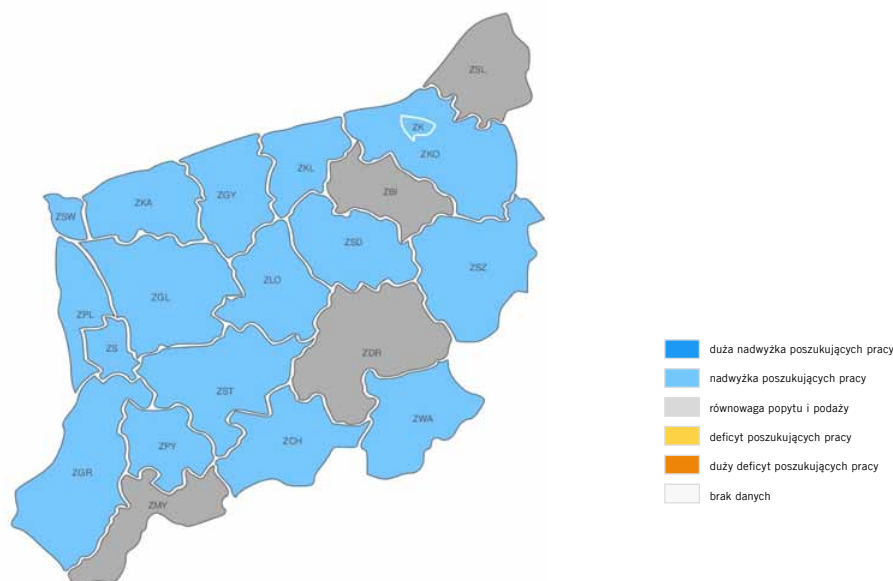 ZSL
ZK
ZKO
ZKL
ZBI
ZGY
ZKA
ZSW
ZSD
ZSZ
ZLO
ZGL
ZPL
ZS
ZDR
ZST
ZWA
ZCH
ZPY
ZGR
ZMY
duża nadwyżka poszukujących pracy
nadwyżka poszukujących pracy
równowaga popytu i podaży
deficyt poszukujących pracy
duży deficyt poszukujących pracy
brak danych